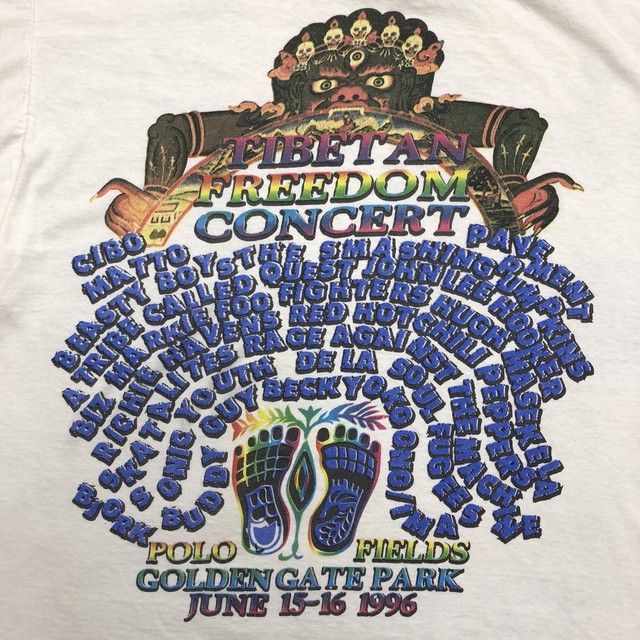 TIBETAN
FREEDOM
CONCERT
CIBO MATTO
PAVEMENT
BEASTY BOYS THE SMASHING PUMPKINS
A TRIBE CALLED QUEST JOHN LEE HOOKER
BIZ MARKIE FOO FIGHTERS HUGH MASEKELA
RICHIE HAVENS RED HOT CHILI PEPPERS
SKATALITES RAGE AGAINST THE MACHINE
SONIC YOUTH DE LA SOUL FUGEES
BJORK BUDDY GUY BECK YOKO ONO/IMA
POLO FIELDS
GOLDEN GATE PARK
JUNE 15-16 1996